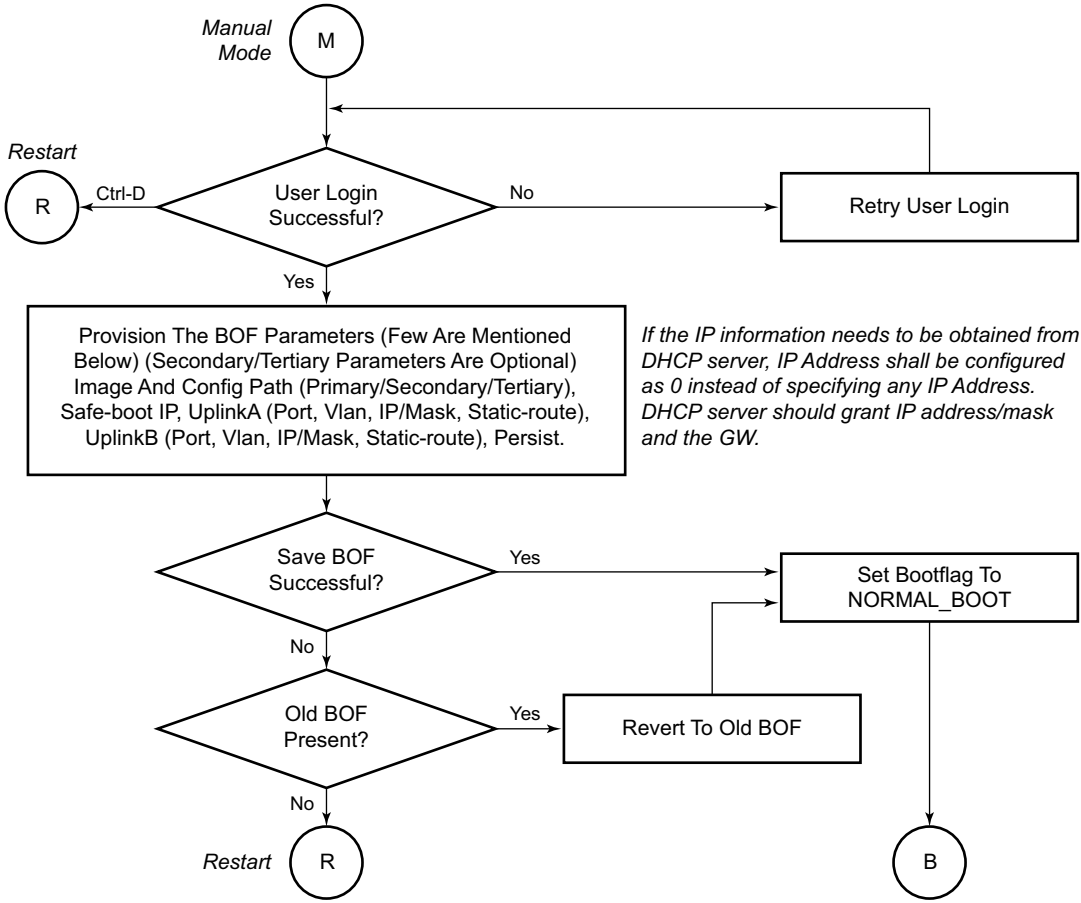 Manual
Mode
M
Restart
R
Ctrl-D
User Login
Successful?
No
Retry User Login
Yes
Provision The BOF Parameters (Few Are Mentioned
Below) (Secondary/Tertiary Parameters Are Optional)
Image And Config Path (Primary/Secondary/Tertiary),
Safe-boot IP, UplinkA (Port, Vlan, IP/Mask, Static-route),
UplinkB (Port, Vlan, IP/Mask, Static-route), Persist.
If the IP information needs to be obtained from
DHCP server, IP Address shall be configured
as 0 instead of specifying any IP Address.
DHCP server should grant IP address/mask
and the GW.
Save BOF
Successful?
Yes
Set Bootflag To
NORMAL_BOOT
No
Old BOF
Present?
Yes
Revert To Old BOF
No
Restart
R
B